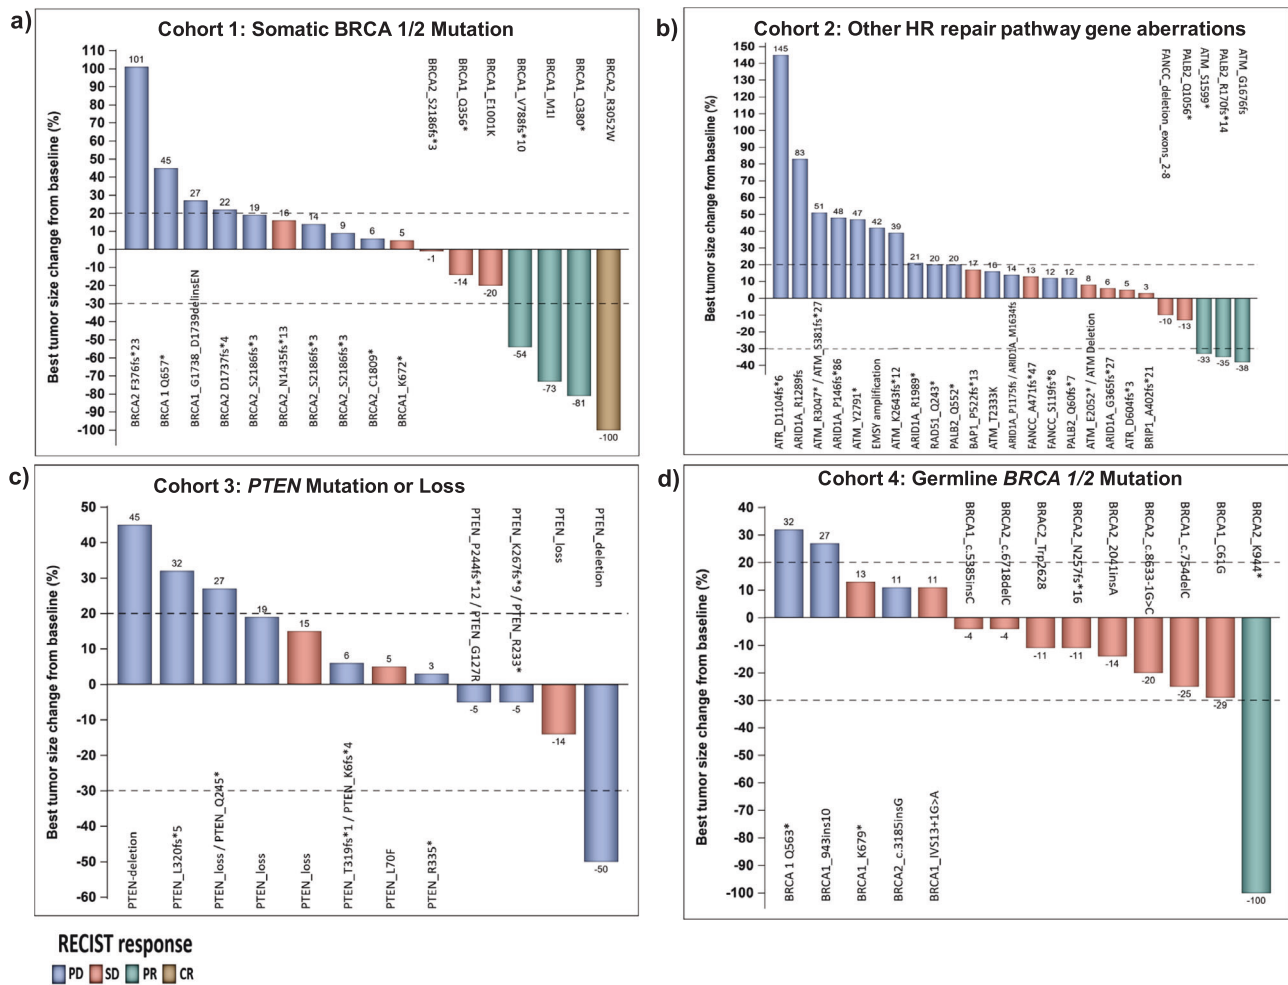 a)
Cohort 1: Somatic BRCA 1/2 Mutation
Best tumor size change from baseline (%)
110
100
90
80
70
60
50
40
30
20
10
0
-10
-20
-30
-40
-50
-60
-70
-80
-90
-100
101
45
27
22
19
16
14
9
6
5
-1
-14
-20
-54
-73
-81
-100
BRCA2 F376fs*23
BRCA 1 Q657*
BRCA1_G1738_D1739delinsEN
BRCA2 D1737fs*4
BRCA2_S2186fs*3
BRCA2_N1435fs*13
BRCA2_S2186fs*3
BRCA2_S2186fs*3
BRCA2_C1809*
BRCA1_K672*
BRCA2_S2186fs*3
BRCA1_Q356*
BRCA1_E1001K
BRCA1_V788fs*10
BRCA1_M1I
BRCA1_Q380*
BRCA2_R3052W
b)
Cohort 2: Other HR repair pathway gene aberrations
Best tumor size change from baseline (%)
150
140
130
120
110
100
90
80
70
60
50
40
30
20
10
0
-10
-20
-30
-40
145
83
51
48
47
42
39
21
20
20
17
16
14
13
12
12
8
6
5
3
-10
-13
-33
-35
-38
ATR_D1104fs*6
ARID1A_R1289fs
ATM_R3047* / ATM_S381fs*27
ARID1A_P146fs*86
ATM_Y2791*
EMSY amplification
ATM_K2643fs*12
ARID1A_R1989*
RAD51_Q243*
PALB2_Q552*
BAP1_P522fs*13
ATM_T2333K
ARID1A_P1175fs / ARID1A_M1634fs
FANCC_A471fs*47
FANCC_S119fs*8
PALB2_Q60fs*7
ATM_E2052* / ATM Deletion
ARID1A_G365fs*27
ATR_D604fs*3
BRIP1_A402fs*21
FANCC_deletion_exons_2-8
PALB2_Q1056*
ATM_S1599*
PALB2_R170fs*14
ATM_G1676fs
c)
Cohort 3: PTEN Mutation or Loss
Best tumor size change from baseline (%)
50
40
30
20
10
0
-10
-20
-30
-40
-50
-60
45
32
27
19
15
6
5
3
-5
-5
-14
-50
PTEN-deletion
PTEN_L320fs*5
PTEN_loss / PTEN_Q245*
PTEN_loss
PTEN_loss
PTEN_T319fs*1 / PTEN_K6fs*4
PTEN_L70F
PTEN_R335*
PTEN_P244fs*12 / PTEN_G127R
PTEN_K267fs*9 / PTEN_R233*
PTEN_loss
PTEN_deletion
d)
Cohort 4: Germline BRCA 1/2 Mutation
Best tumor size change from baseline (%)
40
30
20
10
0
-10
-20
-30
-40
-50
-60
-70
-80
-90
-100
32
27
13
11
11
-4
-4
-11
-11
-14
-20
-25
-29
-100
BRCA 1 Q563*
BRCA1_943ins10
BRCA1_K679*
BRCA2_c.3185insG
BRCA1_IVS13+1G>A
BRCA1_c.5385insC
BRCA2_c.6718delC
BRAC2_Trp2628
BRCA2_N257fs*16
BRCA2_2041insA
BRCA2_c.8633-1G>C
BRCA1_c.754delC
BRCA1_C61G
BRCA2_K944*
RECIST response
PD SD PR CR